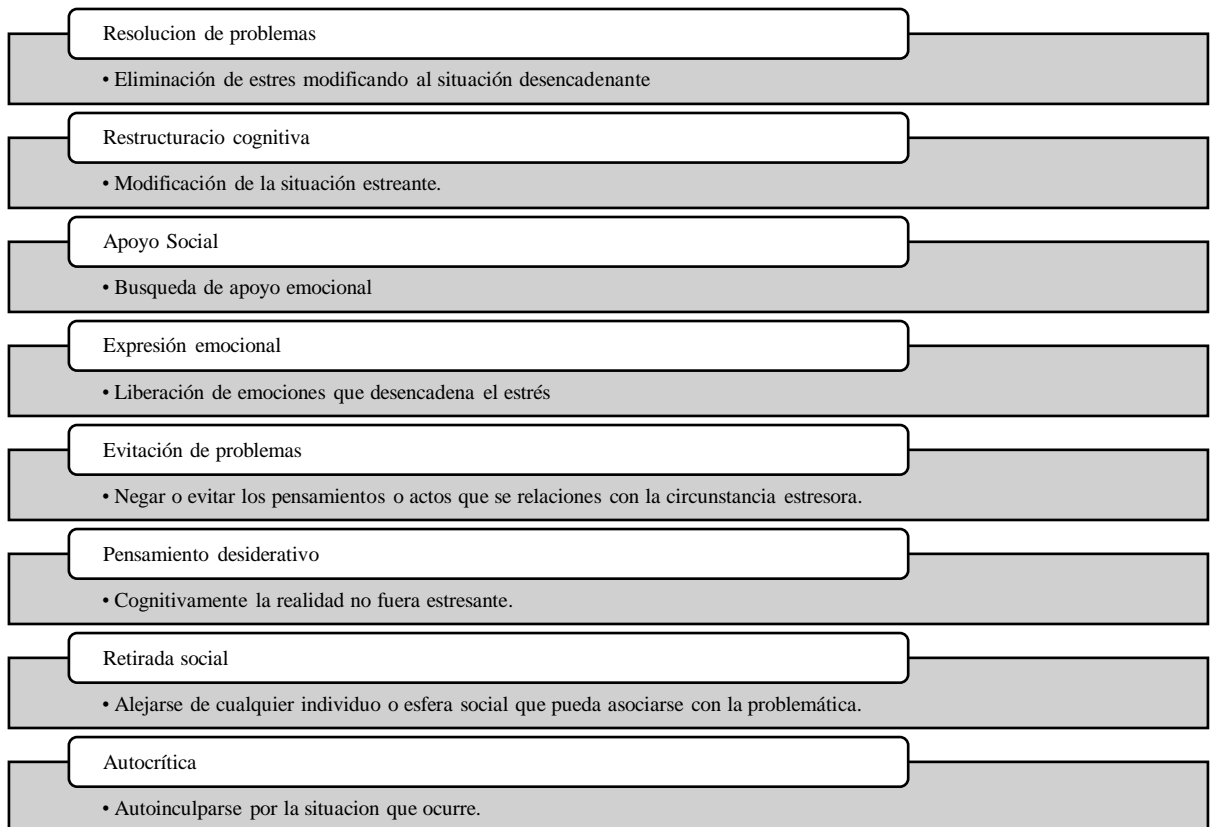 Resolucion de problemas
• Eliminación de estres modificando al situación desencadenante
Restructuracio cognitiva
• Modificación de la situación estreante.
Apoyo Social
• Busqueda de apoyo emocional
Expresión emocional
• Liberación de emociones que desencadena el estrés
Evitación de problemas
• Negar o evitar los pensamientos o actos que se relaciones con la circunstancia estresora.
Pensamiento desiderativo
• Cognitivamente la realidad no fuera estresante.
Retirada social
• Alejarse de cualquier individuo o esfera social que pueda asociarse con la problemática.
Autocrítica
• Autoinculparse por la situacion que ocurre.